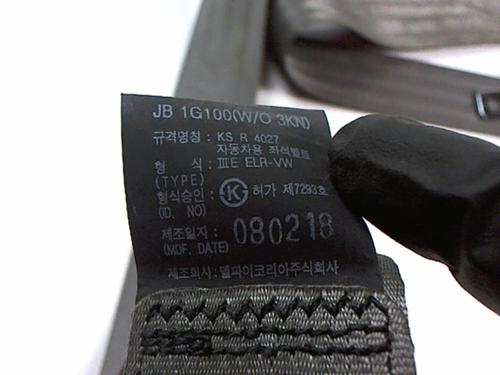 JB 1G100(W/O 3KN)
규격명칭 : KS R 4027
자동차용 좌석벨트
형 식 : ⅢE ELR-VW
(TYPE)
형식승인 : K 허가 제7293호
(ID. NO)
제조일자 : 080218
(MDF. DATE)
제조회사: 델파이코리아주식회사